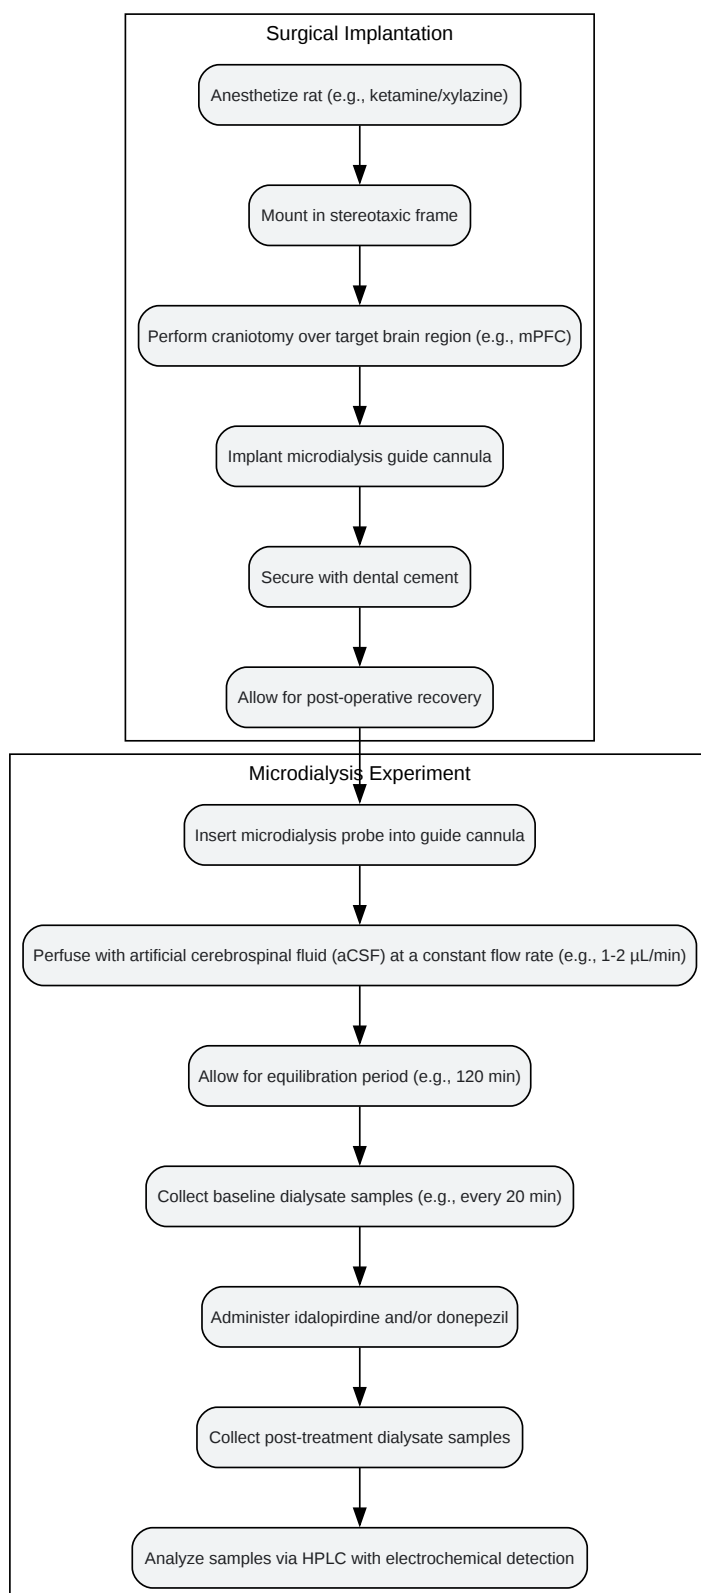 Surgical Implantation
Anesthetize rat (e.g., ketamine/xylazine)
Mount in stereotaxic frame
Perform craniotomy over target brain region (e.g., mPFC)
Implant microdialysis guide cannula
Secure with dental cement
Allow for post-operative recovery
Microdialysis Experiment
Insert microdialysis probe into guide cannula
Perfuse with artificial cerebrospinal fluid (aCSF) at a constant flow rate (e.g., 1-2 µL/min)
Allow for equilibration period (e.g., 120 min)
Collect baseline dialysate samples (e.g., every 20 min)
Administer idalopirdine and/or donepezil
Collect post-treatment dialysate samples
Analyze samples via HPLC with electrochemical detection